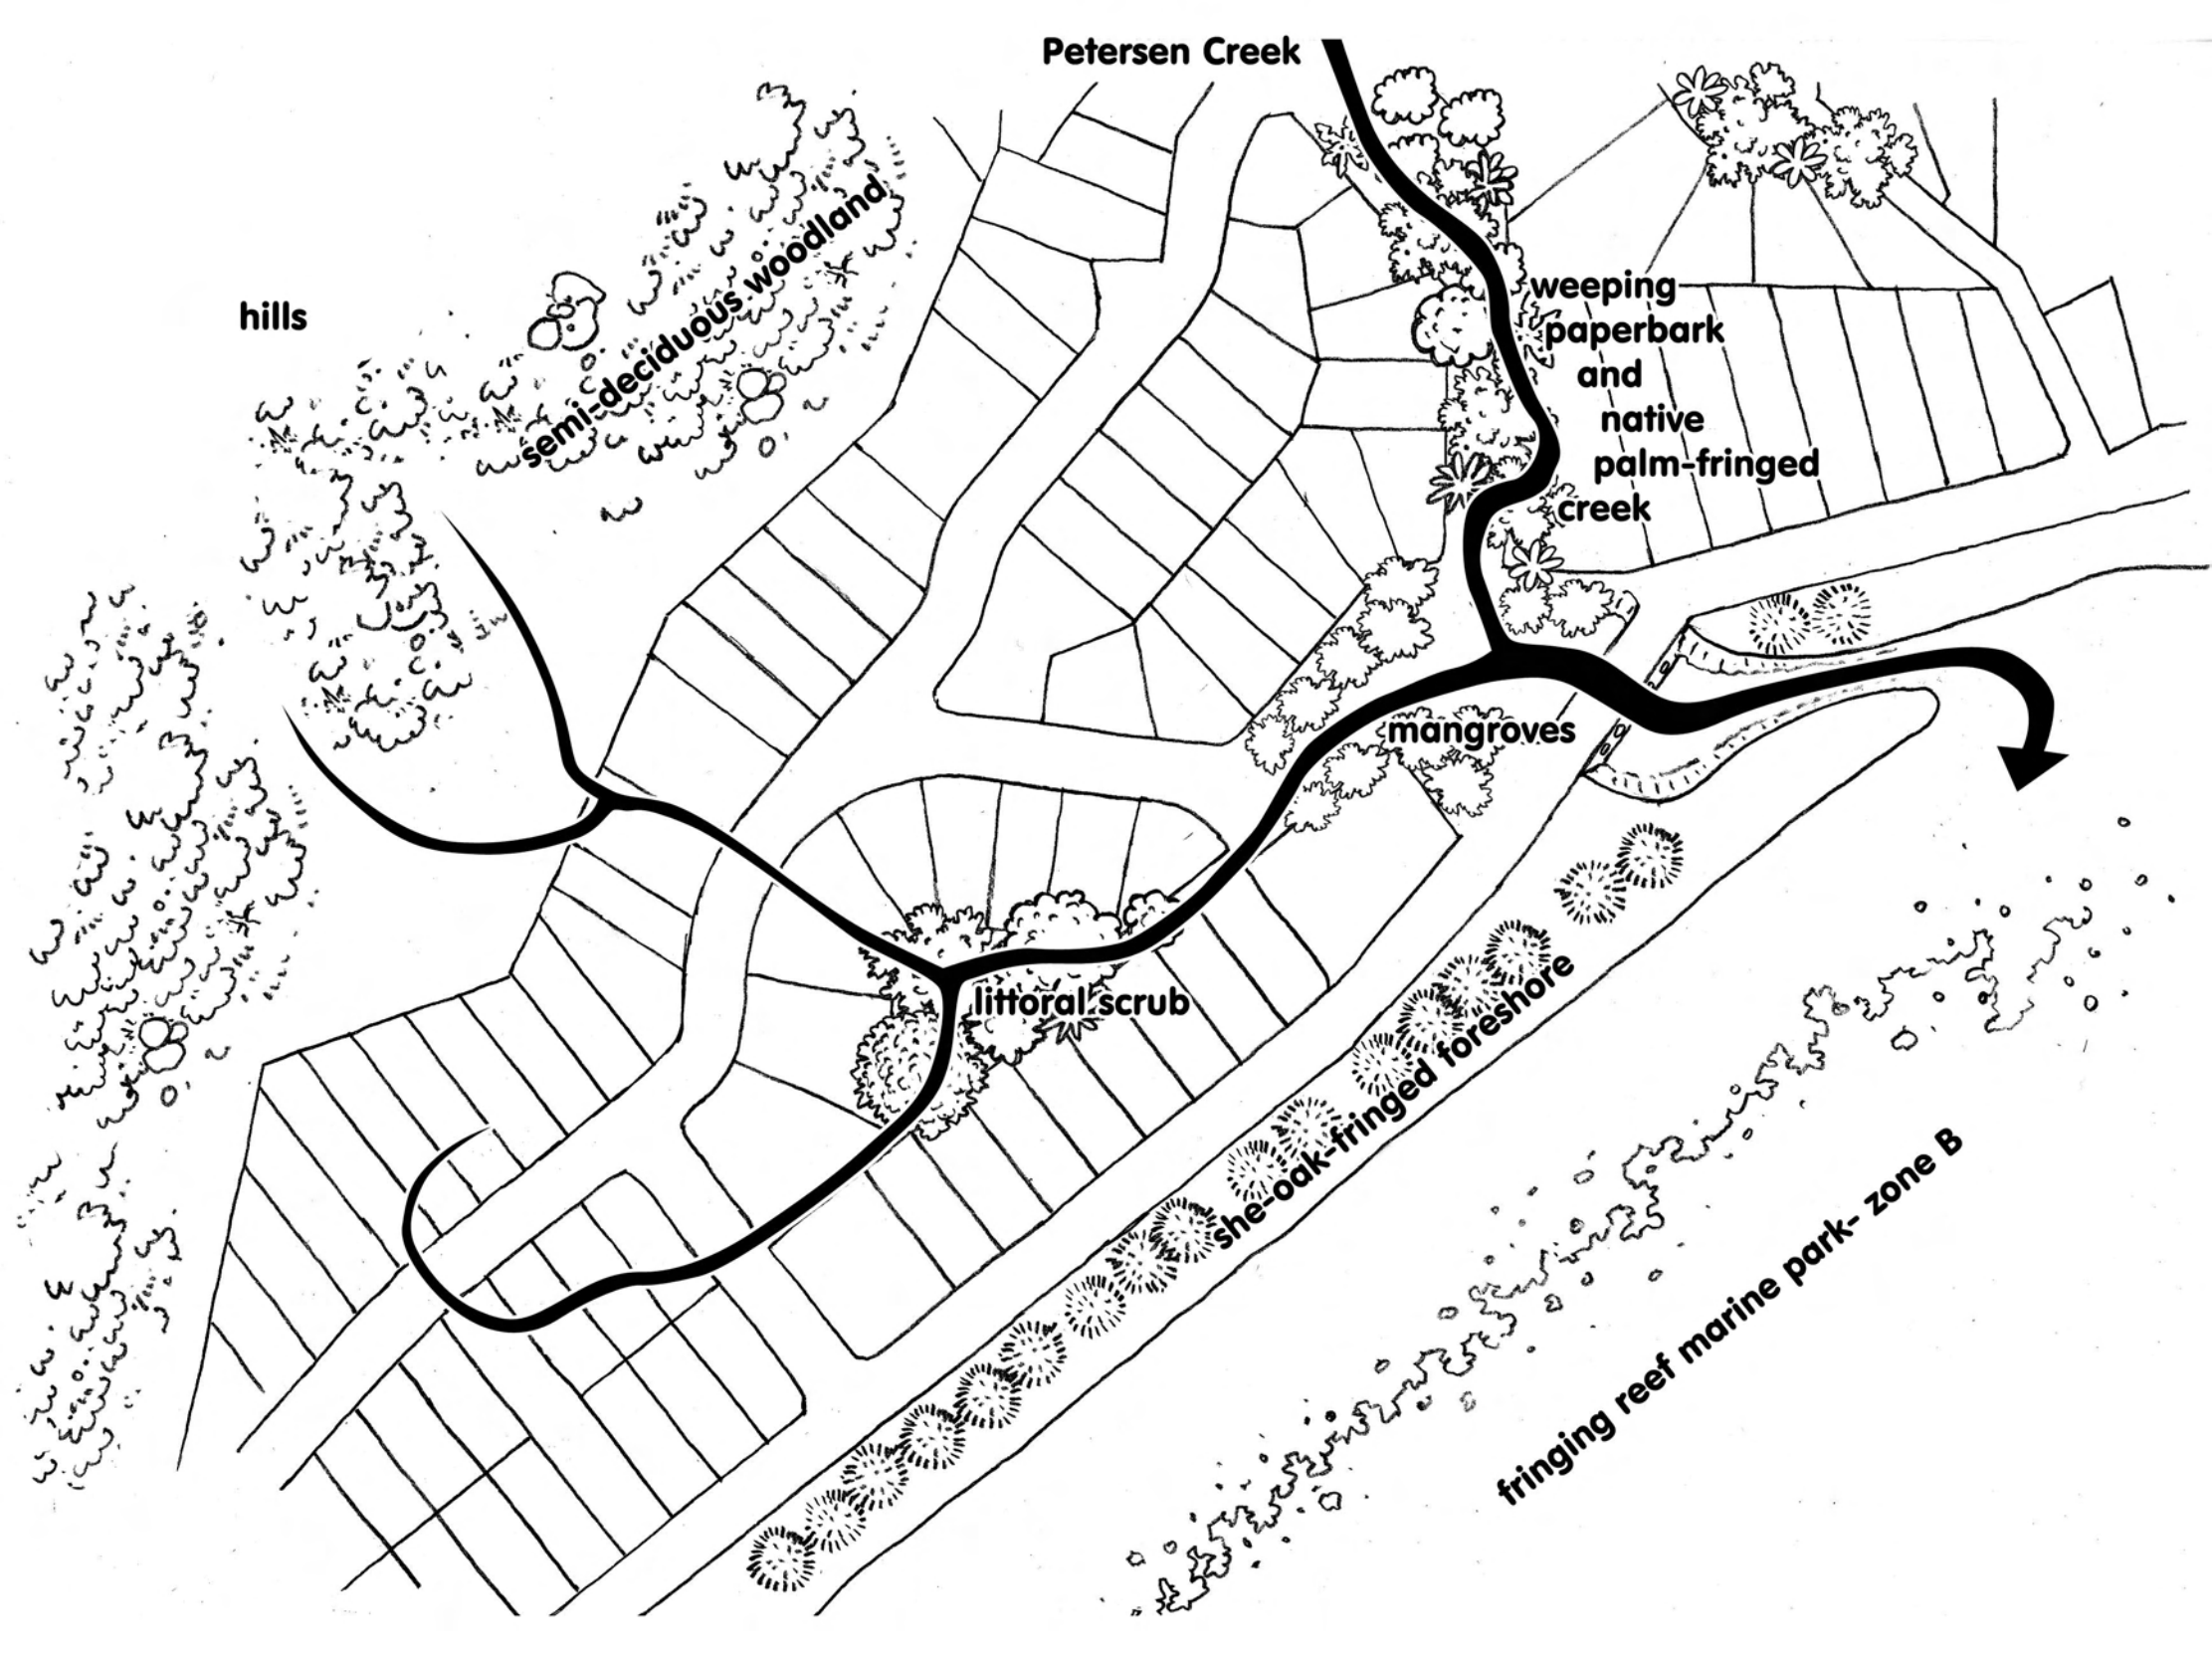 Petersen Creek
hills
semi-deciduous woodland
weeping
paperbark
and
native
palm-fringed
creek
mangroves
littoral scrub
she-oak-fringed foreshore
fringing reef marine park- zone B